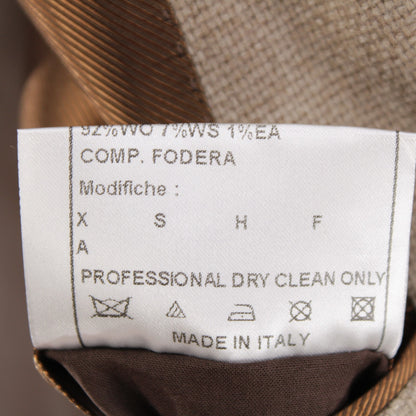 92%WO 7%WS 1%EA
COMP. FODERA
Modifiche :
X S H F
A
PROFESSIONAL DRY CLEAN ONLY
MADE IN ITALY